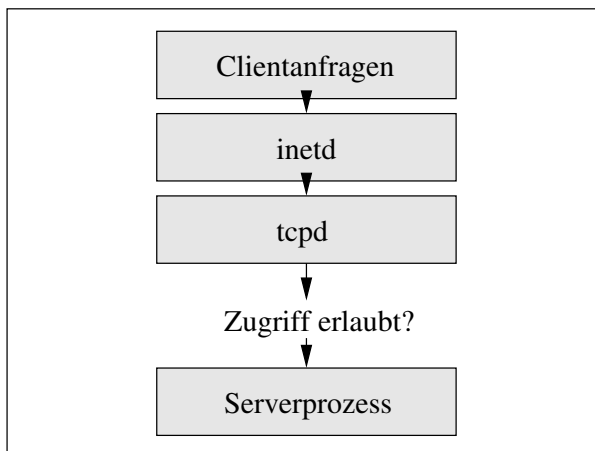 Clientanfragen
inetd
tcpd
Zugriff erlaubt?
Serverprozess